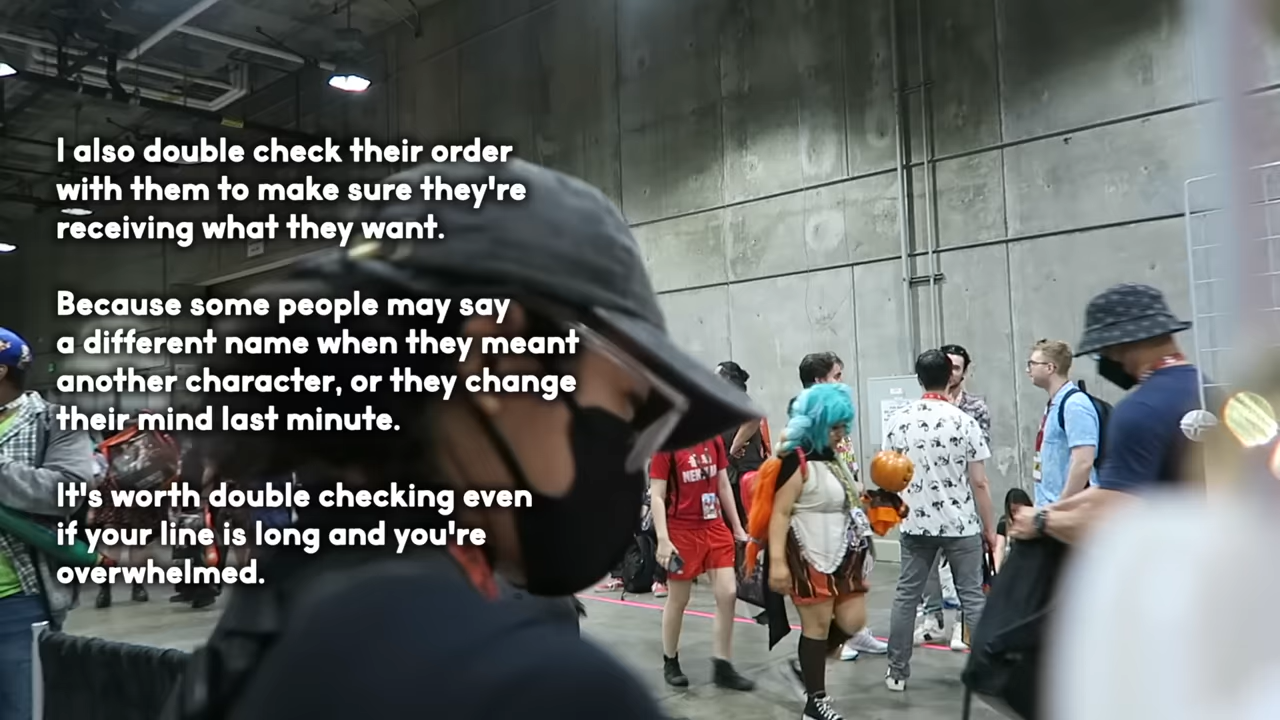 I also double check their order
with them to make sure they're
receiving what they want.
Because some people may say
a different name when they meant
another character, or they change
their mind last minute.
It's worth double checking even
if your line is long and you're
overwhelmed.